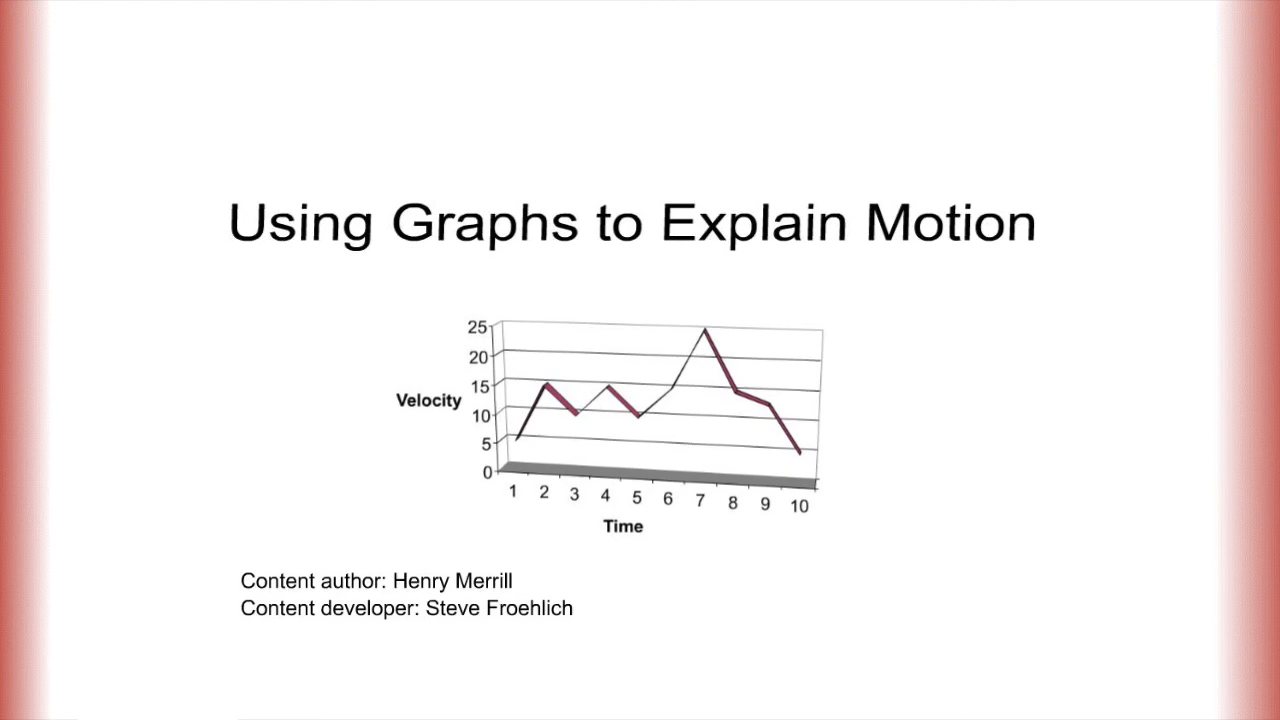 Using Graphs to Explain Motion
25
20
Velocity 15
10
5
0
1 2 3 4 5 6 7 8 9 10
Time
Content author: Henry Merrill
Content developer: Steve Froehlich